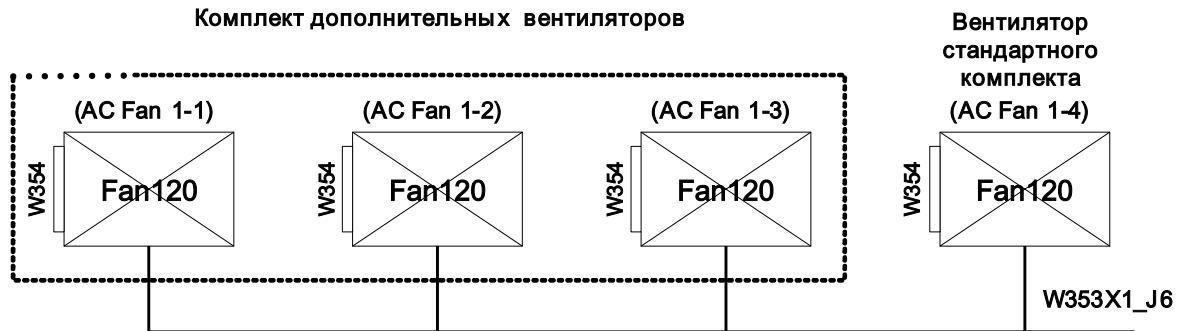 Комплект дополнительных вентиляторов
Вентилятор
стандартного
комплекта
(AC Fan 1-1)
(AC Fan 1-2)
(AC Fan 1-3)
(AC Fan 1-4)
W354
Fan120
W354
Fan120
W354
Fan120
W354
Fan120
W353X1_J6